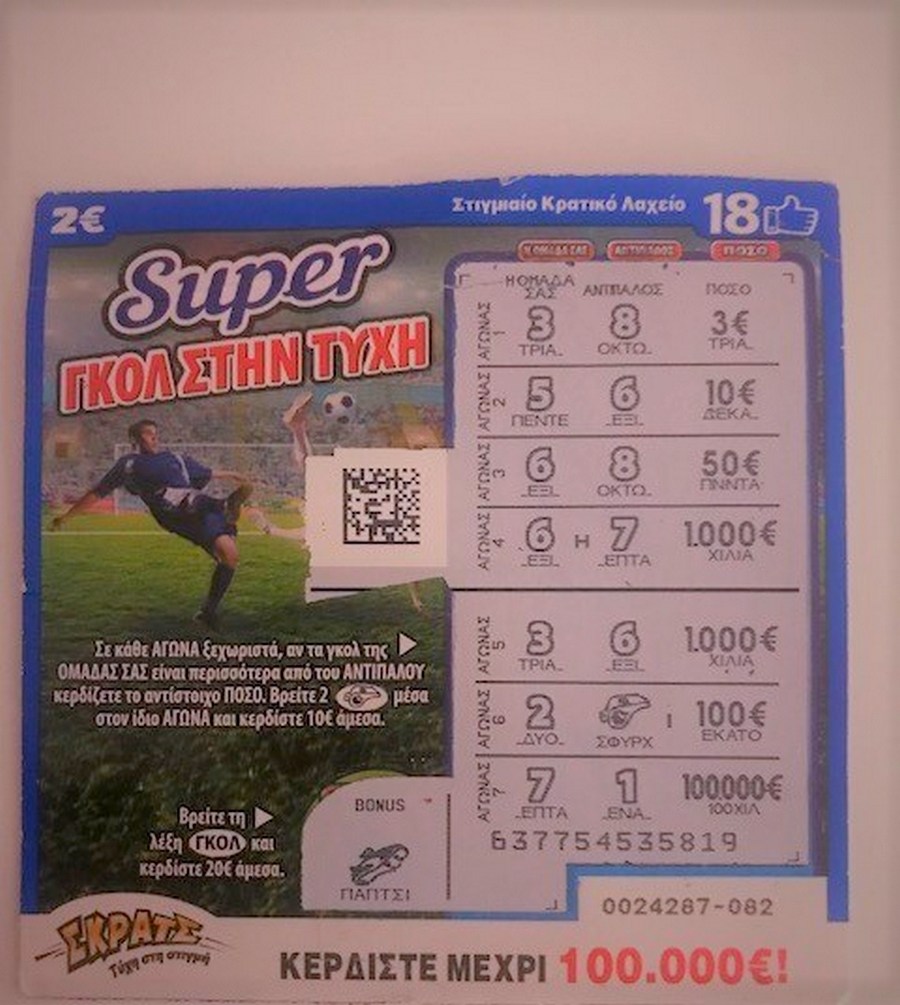 2€
Στιγμιαίο Κρατικό Λαχείο 18
Super
ΓΚΟΛ ΣΤΗΝ ΤΥΧΗ
Η ΟΜΑΔΑ ΣΑΣ ΑΝΤΙΠΑΛΟΣ ΠΟΣΟ
Η ΟΜΑΔΑ
ΣΑΣ ΑΝΤΙΠΑΛΟΣ ΠΟΣΟ
ΑΓΩΝΑΣ 1 3 8 3€
ΤΡΙΑ ΟΚΤΩ ΤΡΙΑ
ΑΓΩΝΑΣ 2 5 6 10€
ΠΕΝΤΕ ΕΞΙ ΔΕΚΑ
ΑΓΩΝΑΣ 3 6 8 50€
ΕΞΙ ΟΚΤΩ ΠΝΝΤΑ
ΑΓΩΝΑΣ 4 6 Η 7 1.000€
ΕΞΙ ΕΠΤΑ ΧΙΛΙΑ
ΑΓΩΝΑΣ 5 3 6 1.000€
ΤΡΙΑ ΕΞΙ ΧΙΛΙΑ
ΑΓΩΝΑΣ 6 2 Ι 100€
ΔΥΟ ΣΦΥΡΧ ΕΚΑΤΟ
ΑΓΩΝΑΣ 7 7 1 100.000€
ΕΠΤΑ ΕΝΑ 100ΧΙΛ
637754535819
Σε κάθε ΑΓΩΝΑ ξεχωριστά, αν τα γκολ της
ΟΜΑΔΑΣ ΣΑΣ είναι περισσότερα από του ΑΝΤΙΠΑΛΟΥ
κερδίζετε το αντίστοιχο ΠΟΣΟ. Βρείτε 2 μέσα
στον ίδιο ΑΓΩΝΑ και κερδίστε 10€ άμεσα.
Βρείτε τη
λέξη ΓΚΟΛ και
κερδίστε 20€ άμεσα.
BONUS
ΠΑΠΤΣΙ
0024287-082
ΣΚΡΑΤΣ
Τύχη στη στιγμή
ΚΕΡΔΙΣΤΕ ΜΕΧΡΙ 100.000€!